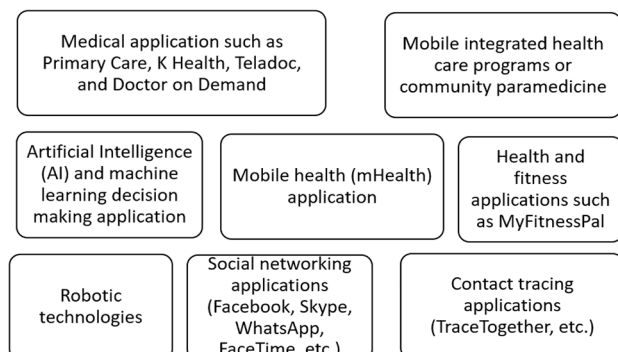 Medical application such as
Primary Care, K Health, Teladoc,
and Doctor on Demand
Mobile integrated health
care programs or
community paramedicine
Artificial Intelligence
(AI) and machine
learning decision
making application
Mobile health (mHealth)
application
Health and
fitness
applications such
as MyFitnessPal
Robotic
technologies
Social networking
applications
(Facebook, Skype,
WhatsApp,
FaceTime, etc.)
Contact tracing
applications
(TraceTogether, etc.)